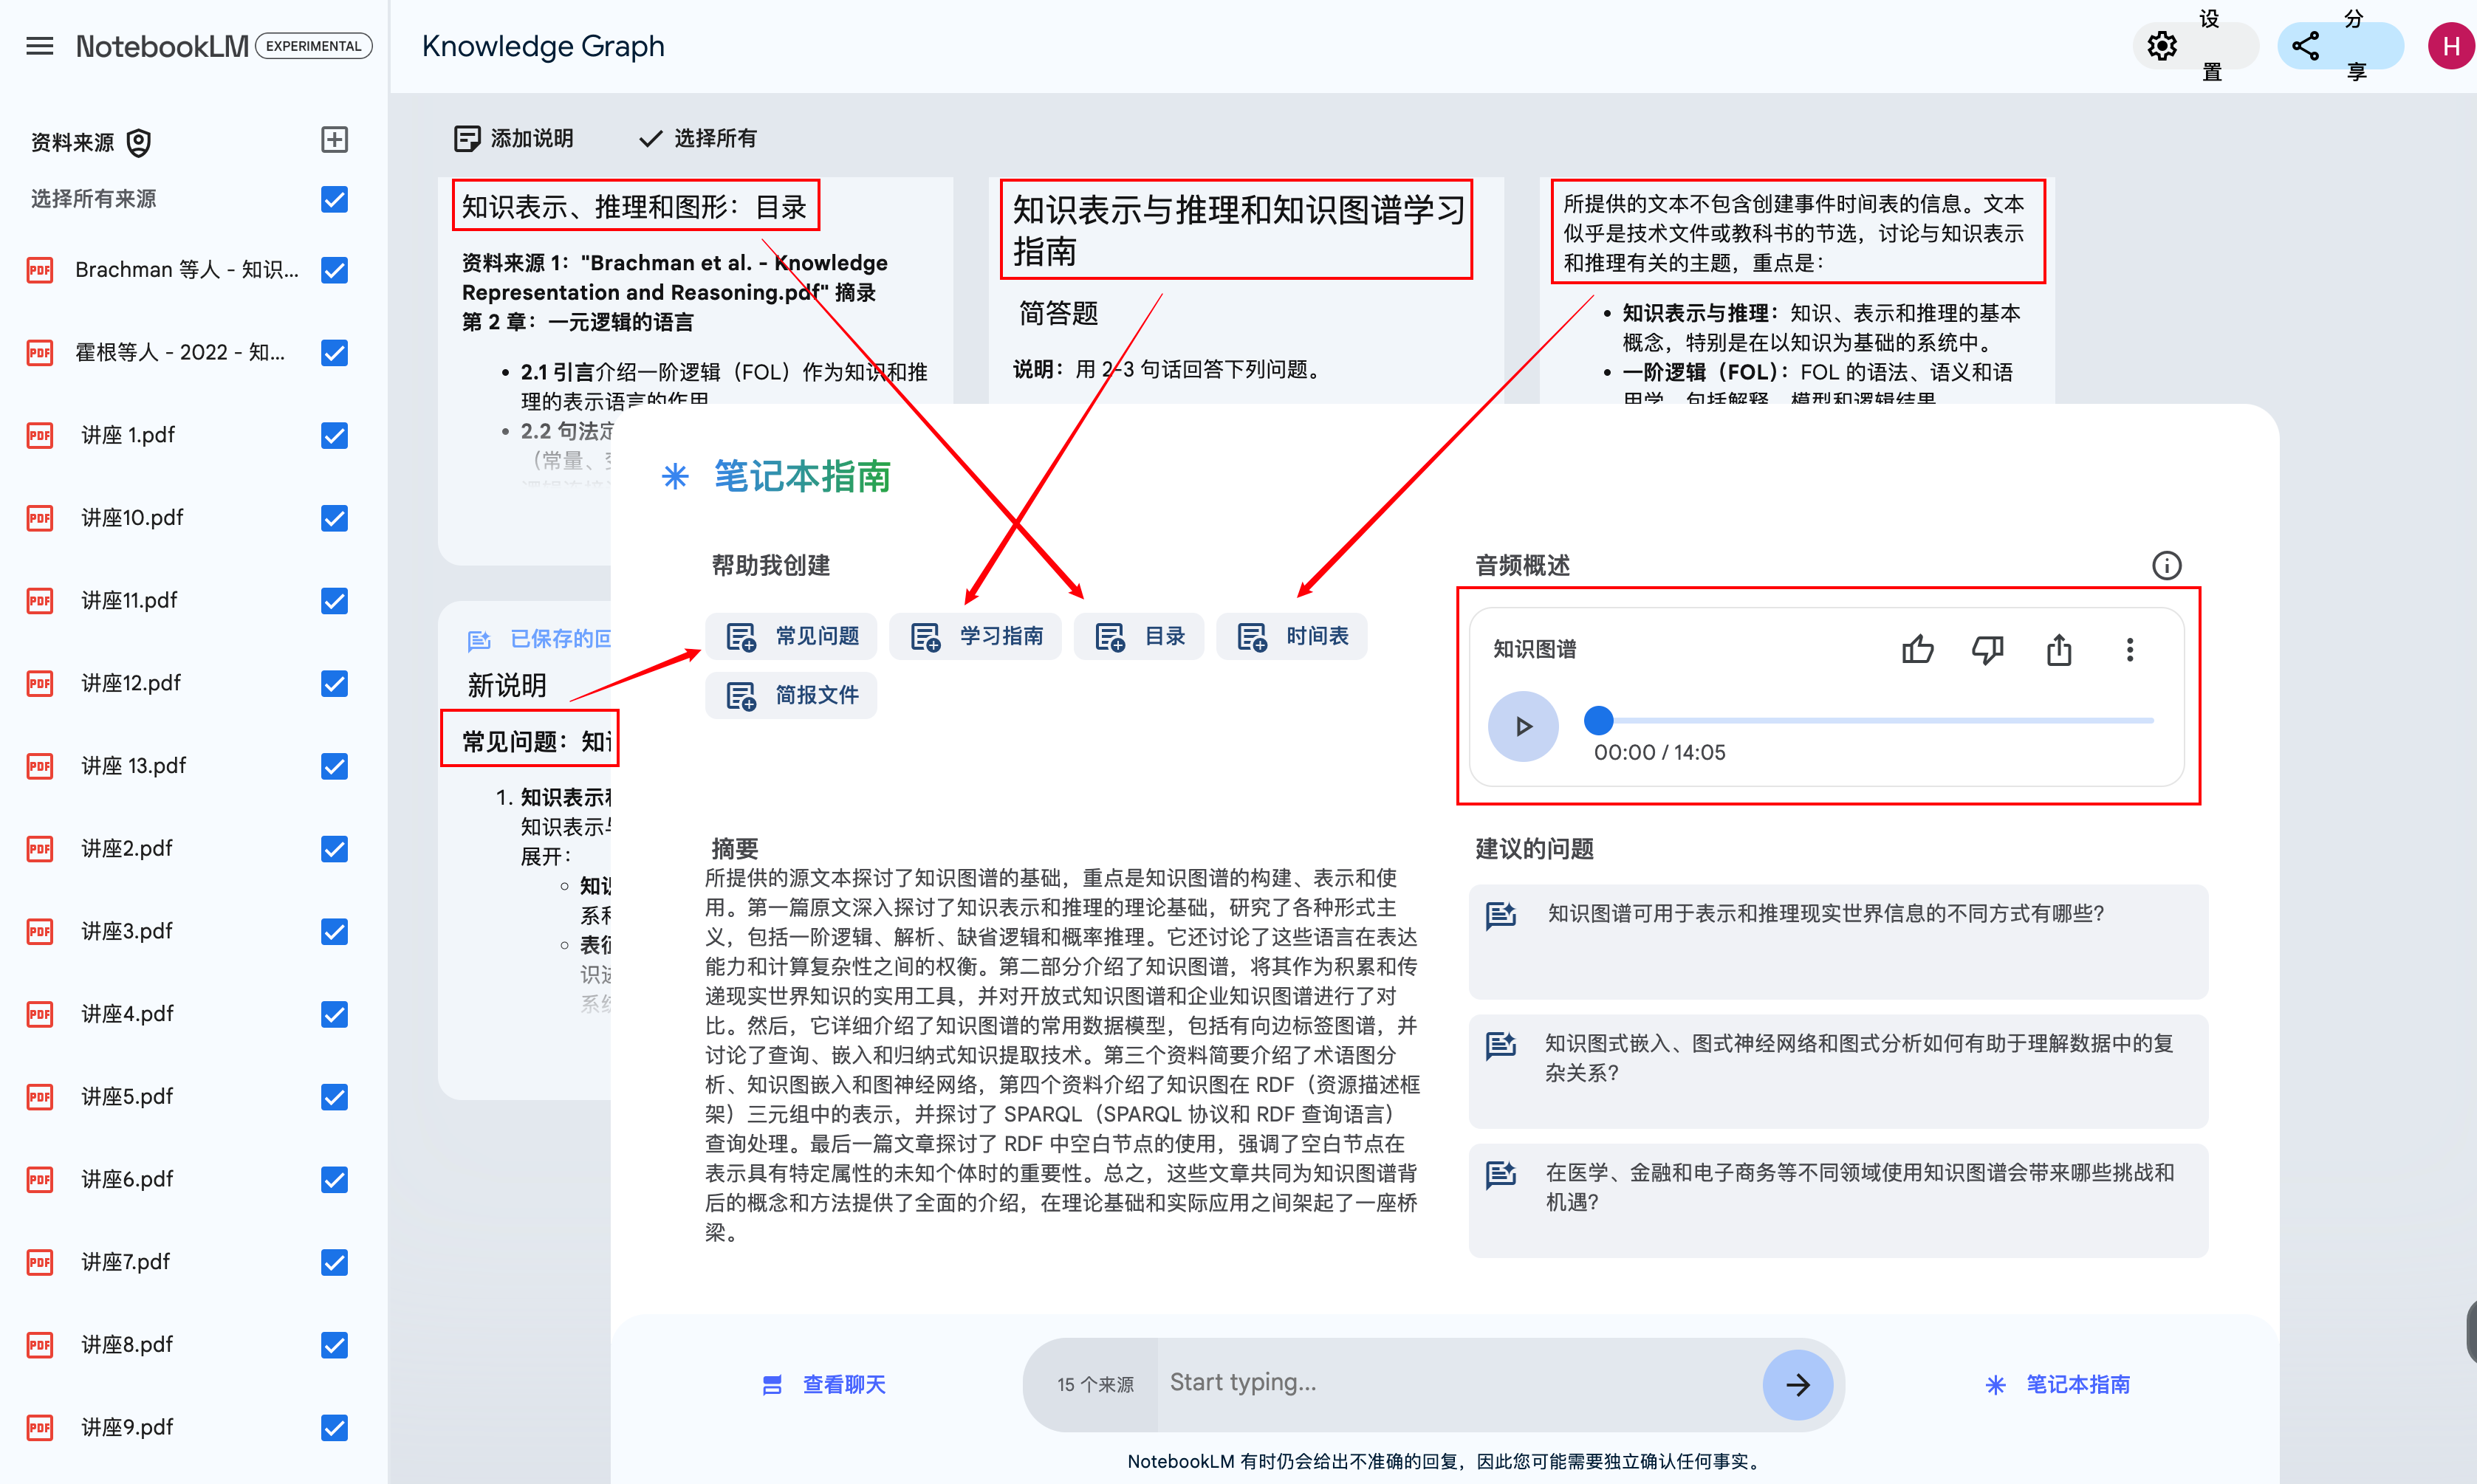 NotebookLM EXPERIMENTAL
Knowledge Graph
设置
分享
H
资料来源
选择所有来源
Brachman 等人 - 知识...
霍根等人 - 2022 - 知...
讲座 1.pdf
讲座10.pdf
讲座11.pdf
讲座12.pdf
讲座 13.pdf
讲座2.pdf
讲座3.pdf
讲座4.pdf
讲座5.pdf
讲座6.pdf
讲座7.pdf
讲座8.pdf
讲座9.pdf
添加说明
选择所有
知识表示、推理和图形：目录
资料来源 1："Brachman et al. - Knowledge
Representation and Reasoning.pdf" 摘录
第 2 章：一元逻辑的语言
2.1 引言介绍一阶逻辑（FOL）作为知识和推
理的表示语言的作用
2.2 句法定
（常量、
知识表示与推理和知识图谱学习
指南
简答题
说明：用 2-3 句话回答下列问题。
所提供的文本不包含创建事件时间表的信息。文本
似乎是技术文件或教科书的节选，讨论与知识表示
和推理有关的主题，重点是：
知识表示与推理：知识、表示和推理的基本
概念，特别是在以知识为基础的系统中。
一阶逻辑（FOL）：FOL 的语法、语义和语
用学，包括解释、模型和逻辑结果
已保存的回
新说明
常见问题：知
1. 知识表示和
知识表示与
展开：
知识
系和
表征
识进
系统
笔记本指南
帮助我创建
常见问题
学习指南
目录
时间表
简报文件
音频概述
知识图谱
00:00 / 14:05
摘要
所提供的源文本探讨了知识图谱的基础，重点是知识图谱的构建、表示和使
用。第一篇原文深入探讨了知识表示和推理的理论基础，研究了各种形式主
义，包括一阶逻辑、解析、缺省逻辑和概率推理。它还讨论了这些语言在表达
能力和计算复杂性之间的权衡。第二部分介绍了知识图谱，将其作为积累和传
递现实世界知识的实用工具，并对开放式知识图谱和企业知识图谱进行了对
比。然后，它详细介绍了知识图谱的常用数据模型，包括有向边标签图谱，并
讨论了查询、嵌入和归纳式知识提取技术。第三个资料简要介绍了术语图分
析、知识图嵌入和图神经网络，第四个资料介绍了知识图在 RDF（资源描述框
架）三元组中的表示，并探讨了 SPARQL（SPARQL 协议和 RDF 查询语言）
查询处理。最后一篇文章探讨了 RDF 中空白节点的使用，强调了空白节点在
表示具有特定属性的未知个体时的重要性。总之，这些文章共同为知识图谱背
后的概念和方法提供了全面的介绍，在理论基础和实际应用之间架起了一座桥
梁。
建议的问题
知识图谱可用于表示和推理现实世界信息的不同方式有哪些？
知识图式嵌入、图式神经网络和图式分析如何有助于理解数据中的复
杂关系？
在医学、金融和电子商务等不同领域使用知识图谱会带来哪些挑战和
机遇？
查看聊天
15 个来源
Start typing...
笔记本指南
NotebookLM 有时仍会给出不准确的回复，因此您可能需要独立确认任何事实。